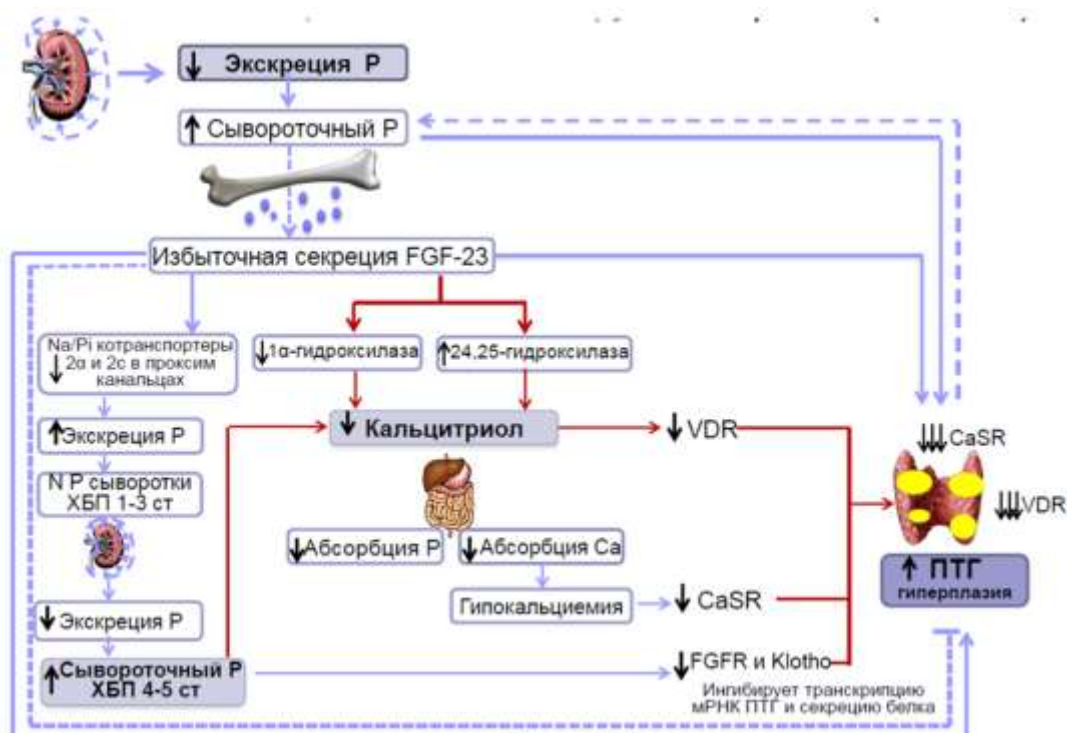 Экскреция Р
Сывороточный Р
Избыточная секреция FGF-23
Na/Pi котранспортеры
2α и 2с в проксим
канальцах
1α-гидроксилаза
24,25-гидроксилаза
Экскреция Р
Кальцитриол
VDR
CaSR
N P сыворотки
ХБП 1-3 ст
VDR
Абсорбция Р
Абсорбция Са
ПТГ
гиперплазия
Гипокальциемия
CaSR
Экскреция Р
Сывороточный Р
ХБП 4-5 ст
FGFR и Klotho
Ингибирует транскрипцию
мРНК ПТГ и секрецию белка